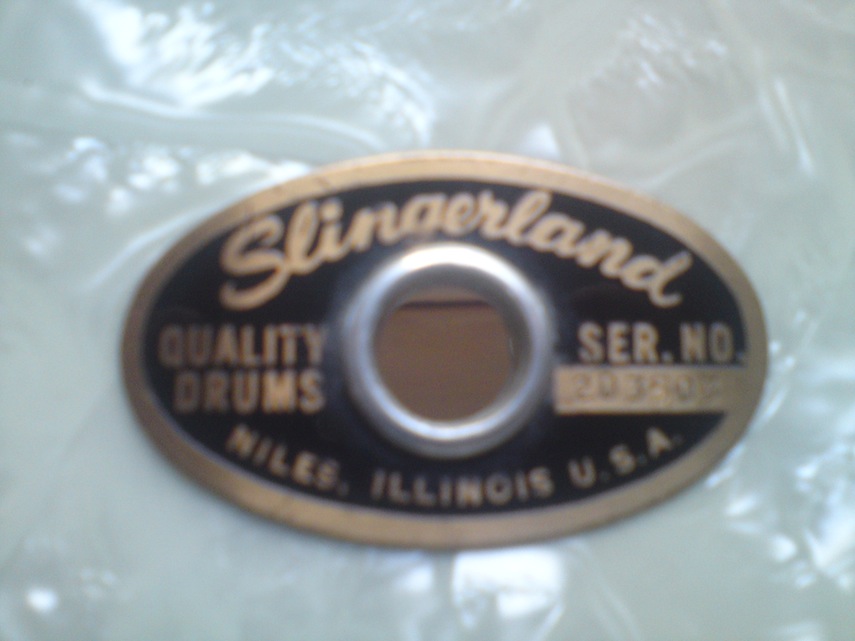 Slingerland
QUALITY
DRUMS
SER. NO.
NILES, ILLINOIS U.S.A.